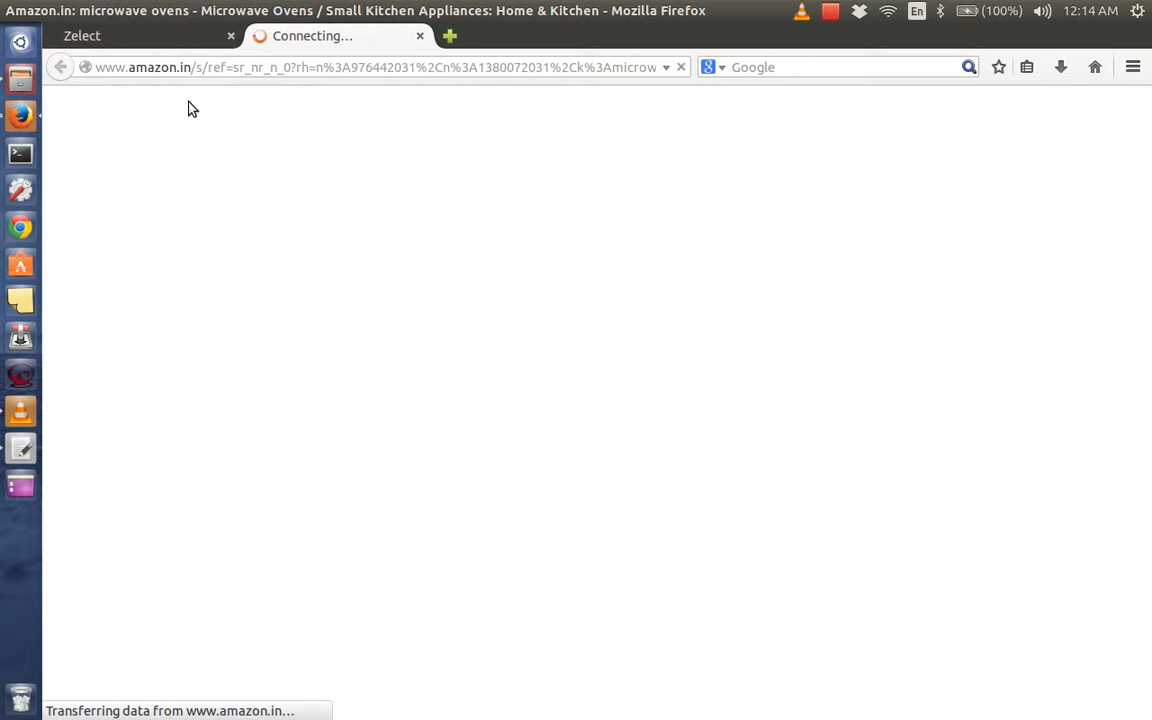 Amazon.in: microwave ovens - Microwave Ovens / Small Kitchen Appliances: Home & Kitchen - Mozilla Firefox
En
(100%)
12:14 AM
Zelect
Connecting...
www.amazon.in/s/ref=sr_nr_n_0?rh=n%3A976442031%2Cn%3A1380072031%2Ck%3Amicrow
Google
Transferring data from www.amazon.in...